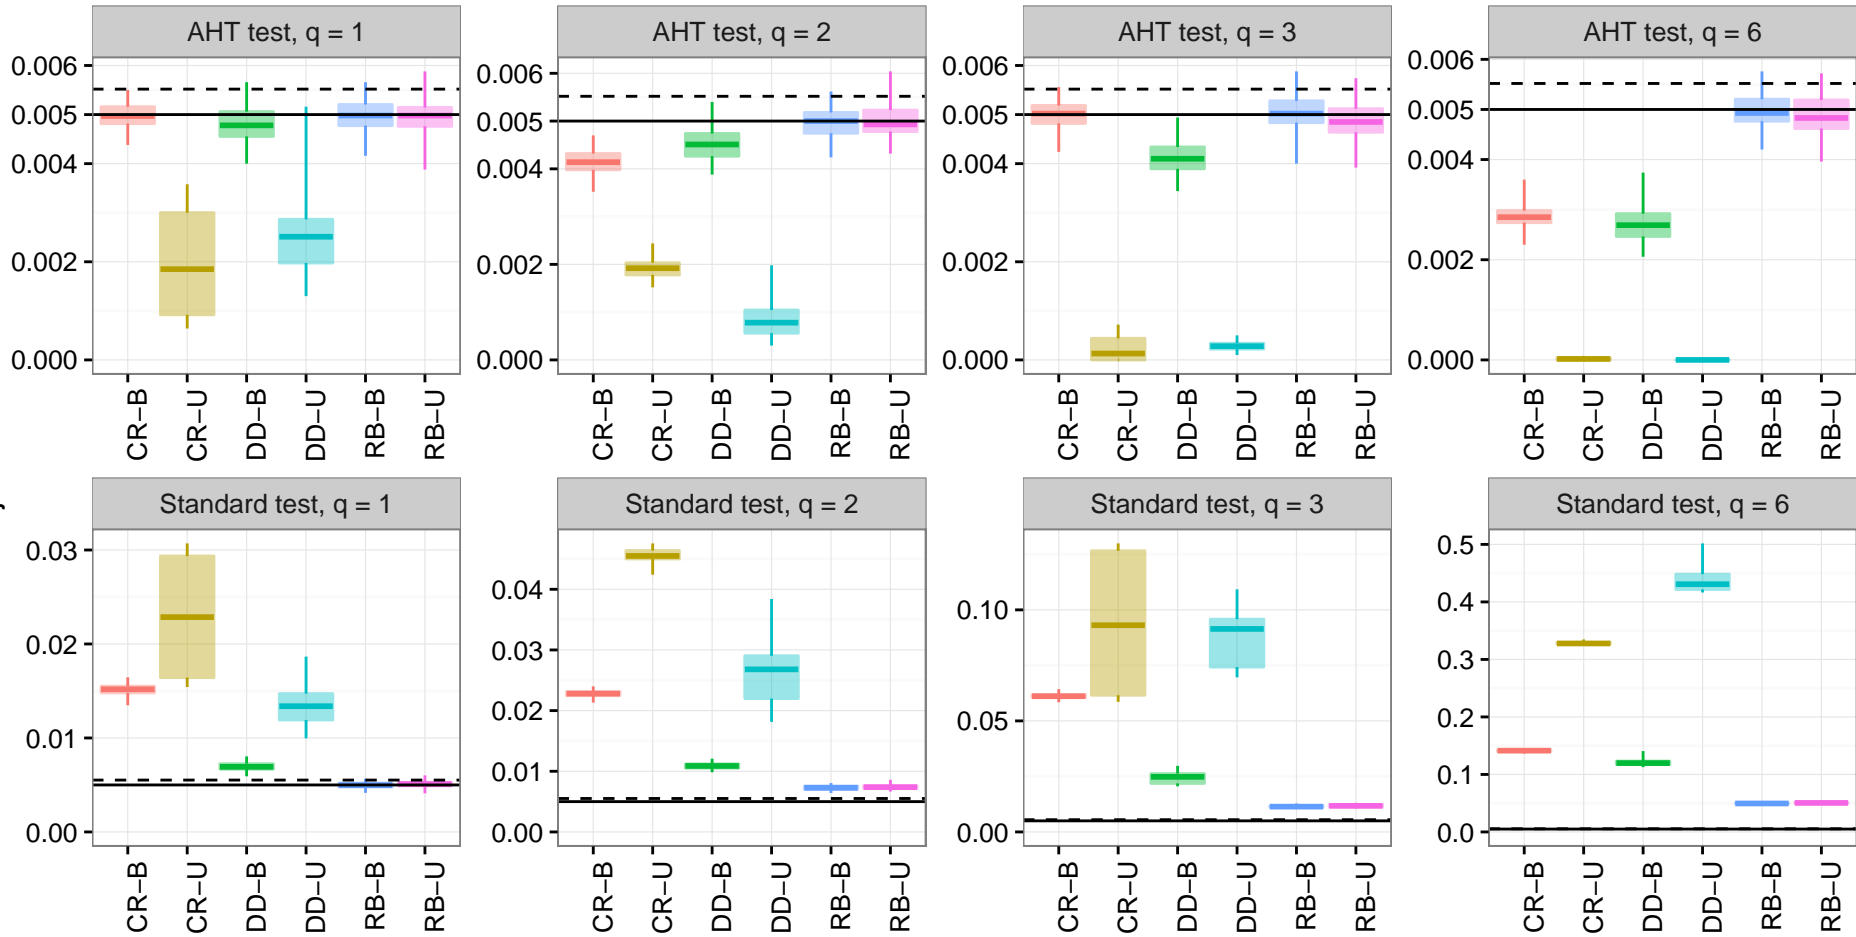 AHT test, q = 1
0.006
0.005
0.004
0.002
0.000
CR−B
CR−U
DD−B
DD−U
RB−B
RB−U
AHT test, q = 2
0.006
0.005
0.004
0.002
0.000
CR−B
CR−U
DD−B
DD−U
RB−B
RB−U
AHT test, q = 3
0.006
0.005
0.004
0.002
0.000
CR−B
CR−U
DD−B
DD−U
RB−B
RB−U
AHT test, q = 6
0.006
0.005
0.004
0.002
0.000
CR−B
CR−U
DD−B
DD−U
RB−B
RB−U
Standard test, q = 1
0.03
0.02
0.01
0.00
CR−B
CR−U
DD−B
DD−U
RB−B
RB−U
Standard test, q = 2
0.04
0.03
0.02
0.01
0.00
CR−B
CR−U
DD−B
DD−U
RB−B
RB−U
Standard test, q = 3
0.10
0.05
0.00
CR−B
CR−U
DD−B
DD−U
RB−B
RB−U
Standard test, q = 6
0.5
0.4
0.3
0.2
0.1
0.0
CR−B
CR−U
DD−B
DD−U
RB−B
RB−U